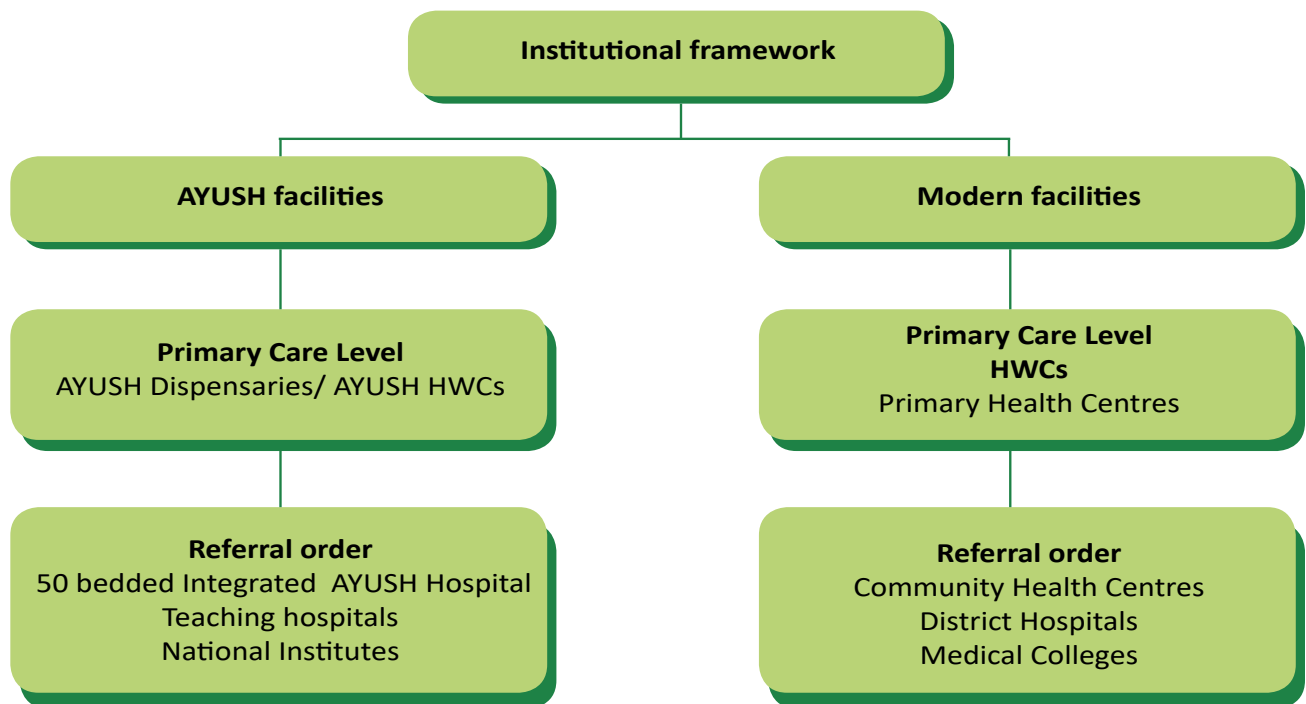 Institutional framework
AYUSH facilities
Modern facilities
Primary Care Level
AYUSH Dispensaries/ AYUSH HWCs
Primary Care Level
HWCs
Primary Health Centres
Referral order
50 bedded Integrated  AYUSH Hospital
Teaching hospitals
National Institutes
Referral order
Community Health Centres
District Hospitals
Medical Colleges